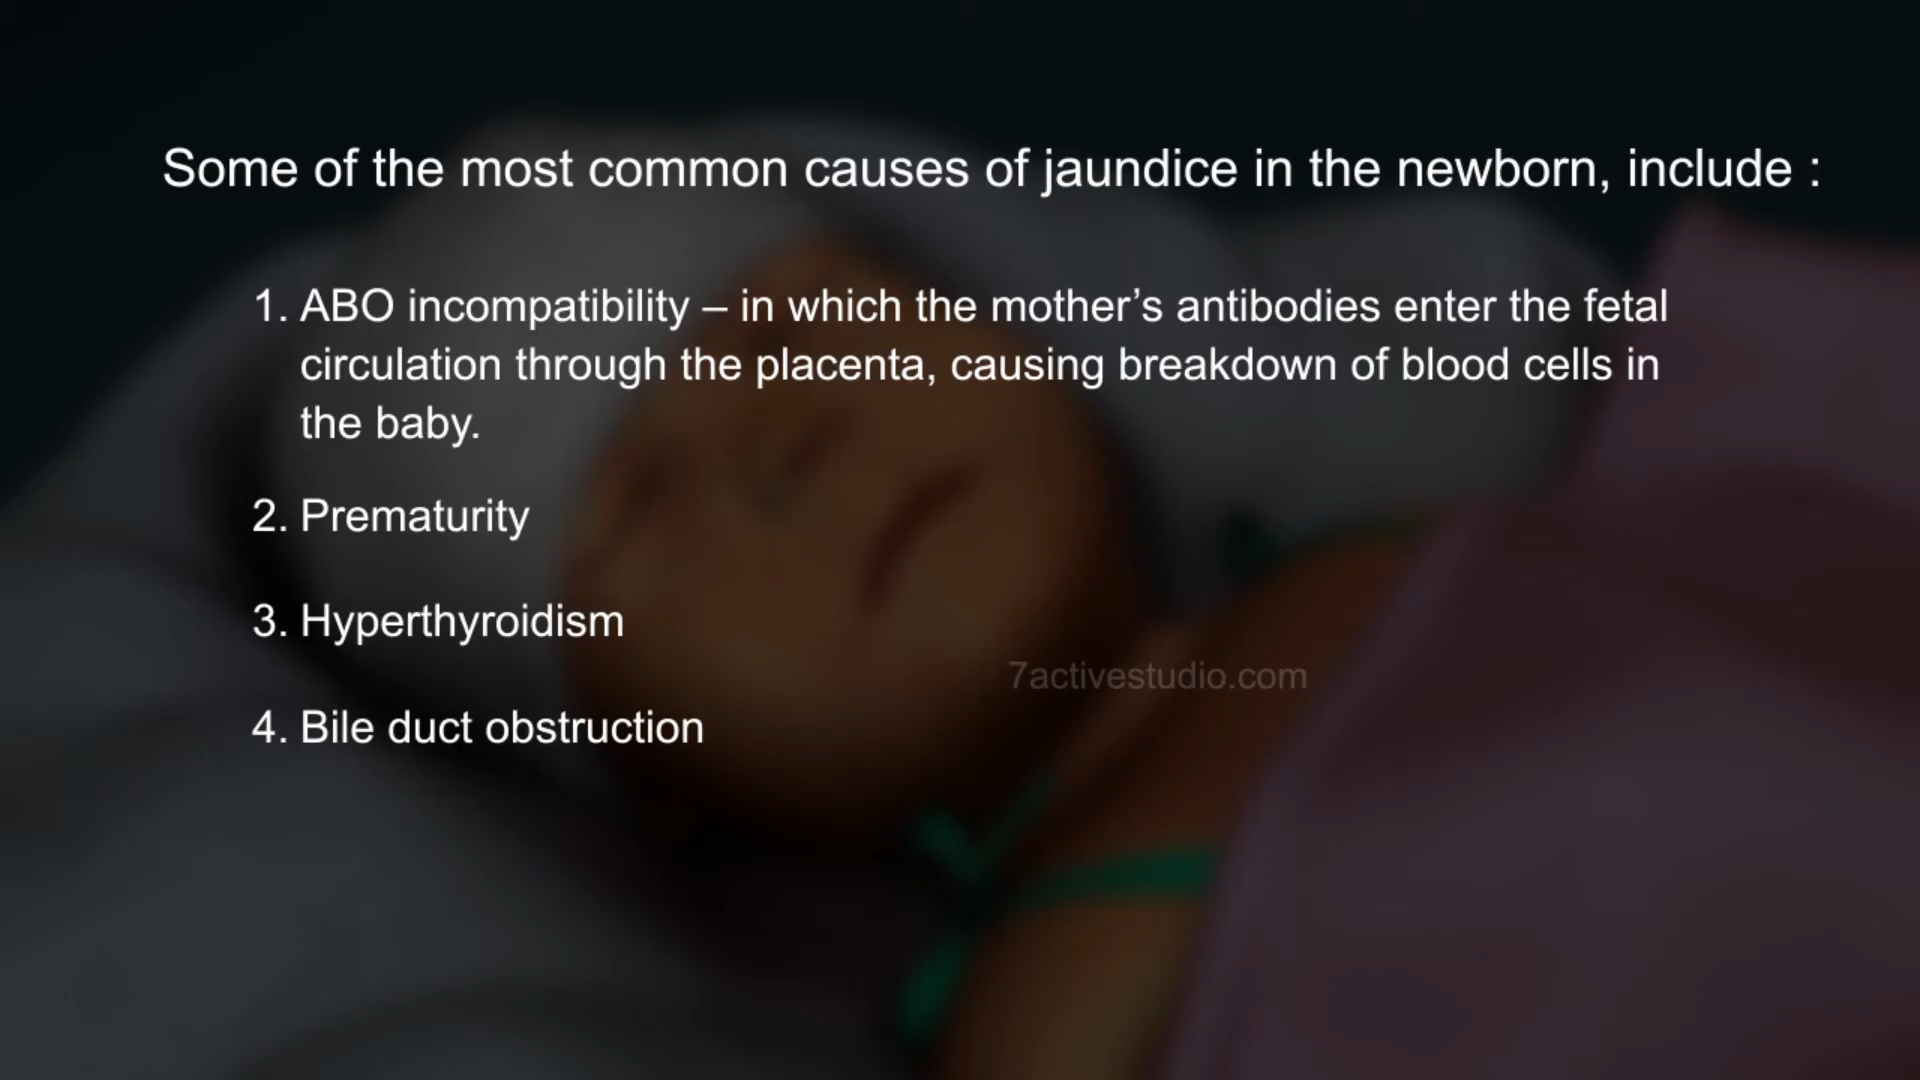 Some of the most common causes of jaundice in the newborn, include :
1. ABO incompatibility – in which the mother’s antibodies enter the fetal
circulation through the placenta, causing breakdown of blood cells in
the baby.
2. Prematurity
3. Hyperthyroidism
7activestudio.com
4. Bile duct obstruction